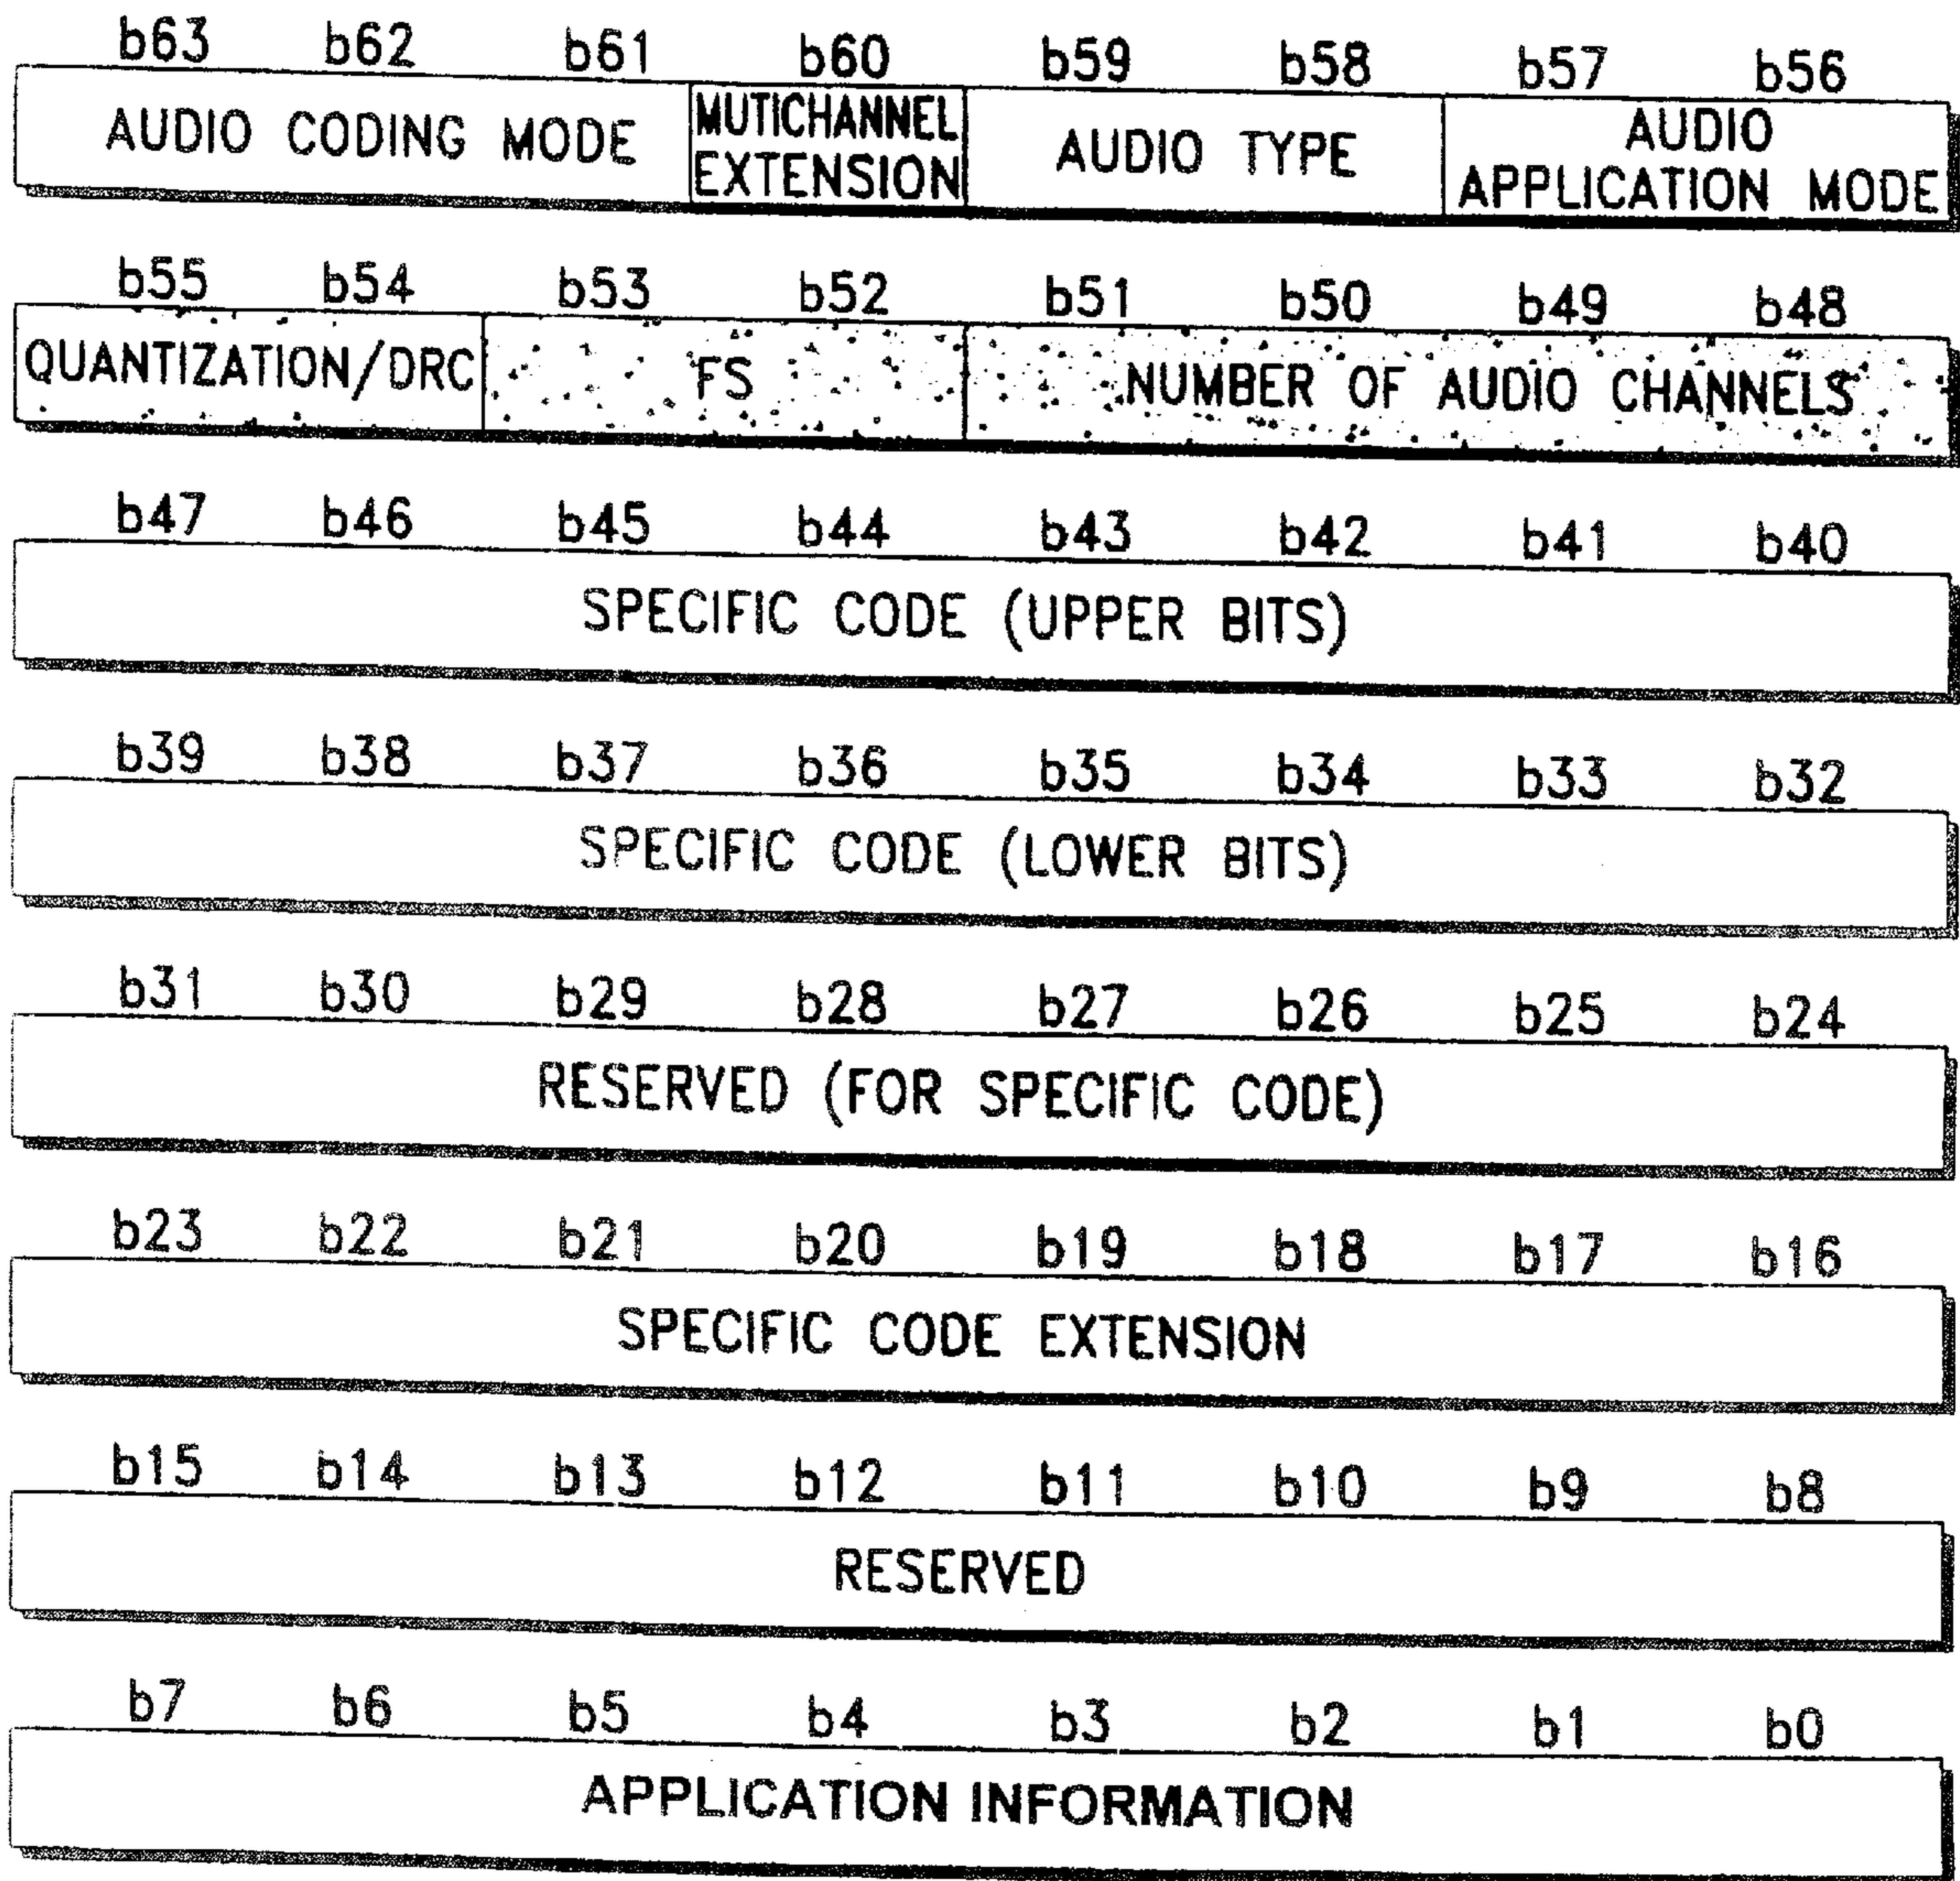 b63 b62 b61 b60 b59 b58 b57 b56
AUDIO CODING MODE
MUTICHANNEL
EXTENSION
AUDIO TYPE
AUDIO
APPLICATION MODE
b55 b54 b53 b52 b51 b50 b49 b48
QUANTIZATION/DRC FS NUMBER OF AUDIO CHANNELS
b47 b46 b45 b44 b43 b42 b41 b40
SPECIFIC CODE (UPPER BITS)
b39 b38 b37 b36 b35 b34 b33 b32
SPECIFIC CODE (LOWER BITS)
b31 b30 b29 b28 b27 b26 b25 b24
RESERVED (FOR SPECIFIC CODE)
b23 b22 b21 b20 b19 b18 b17 b16
SPECIFIC CODE EXTENSION
b15 b14 b13 b12 b11 b10 b9 b8
RESERVED
b7 b6 b5 b4 b3 b2 b1 b0
APPLICATION INFORMATION